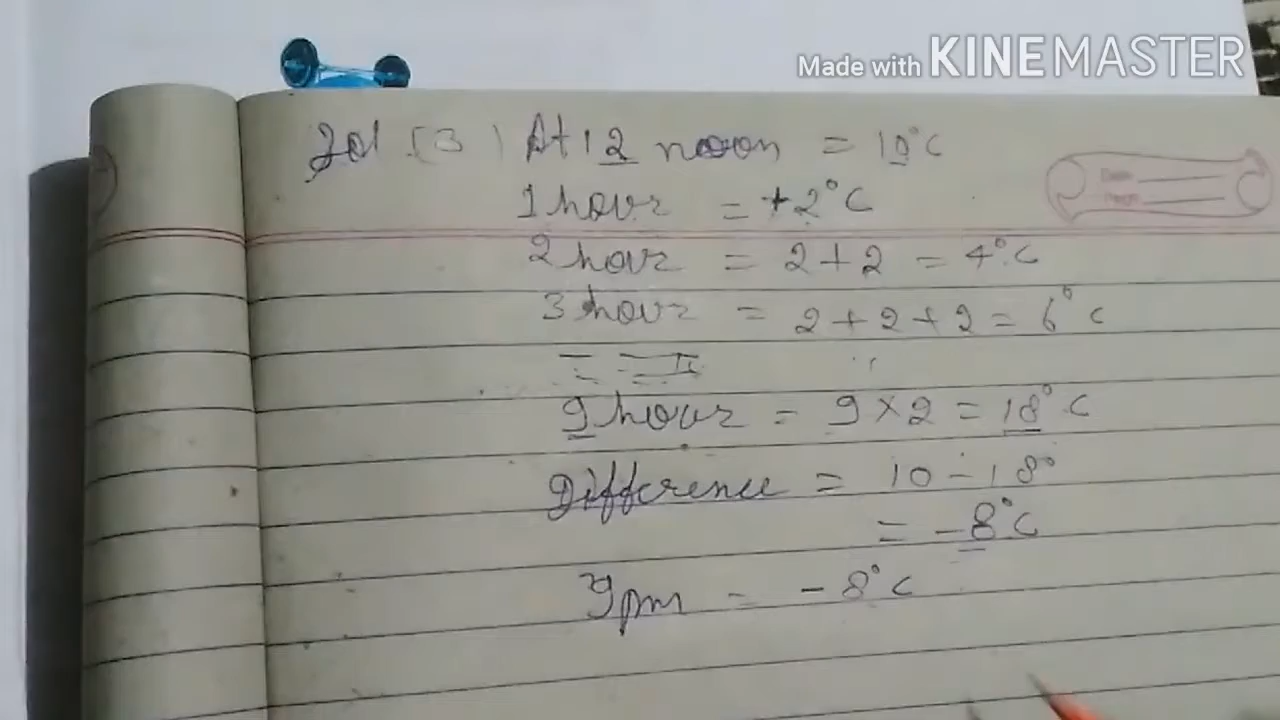 Made with KINEMASTER
Sol (3) At 12 noon = 10°C
1 hour = +2°C
2 hour = 2+2 = 4°C
3 hour = 2+2+2 = 6°C
9 hour = 9×2 = 18°C
Difference = 10-18°
= -8°C
9pm = -8°C